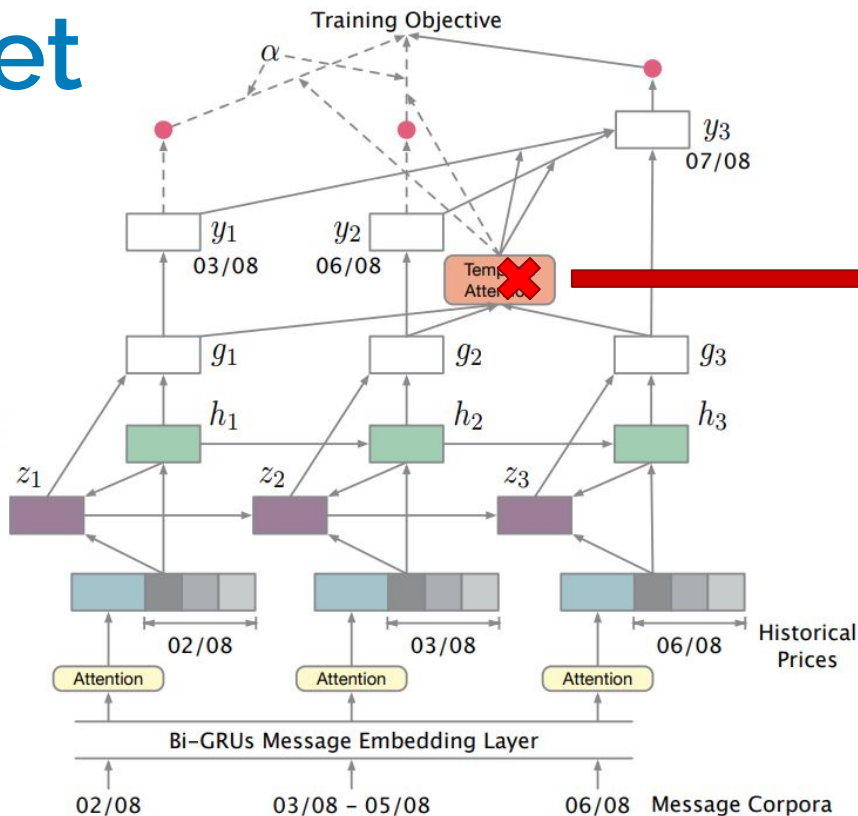 et
Training Objective
α
y₃
07/08
y₁
03/08
y₂
06/08
g₁
g₂
g₃
h₁
h₂
h₃
z₁
z₂
z₃
02/08
03/08
06/08
Historical
Prices
Attention
Attention
Attention
Bi-GRUs Message Embedding Layer
02/08
03/08 – 05/08
06/08
Message Corpora